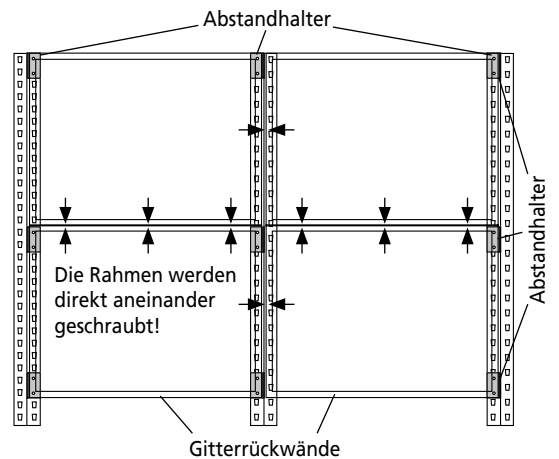 Abstandhalter
Abstandhalter
Die Rahmen werden
direkt aneinander
geschraubt!
Gitterrückwände